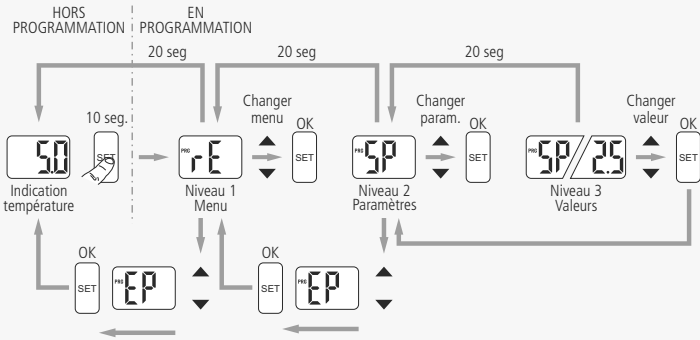 HORS
PROGRAMMATION
EN
PROGRAMMATION
20 seg
20 seg
20 seg
10 seg.
Changer
menu
OK
Changer
param.
OK
Changer
valeur
OK
5.0
SET
PRG rE
SET
PRG SP
SET
PRG SP/2.5
SET
Indication
température
Niveau 1
Menu
Niveau 2
Paramètres
Niveau 3
Valeurs
OK
SET
PRG EP
OK
SET
PRG EP